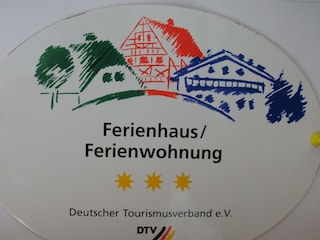 Ferienhaus/
Ferienwohnung
Deutscher Tourismusverband e.V.
DTV